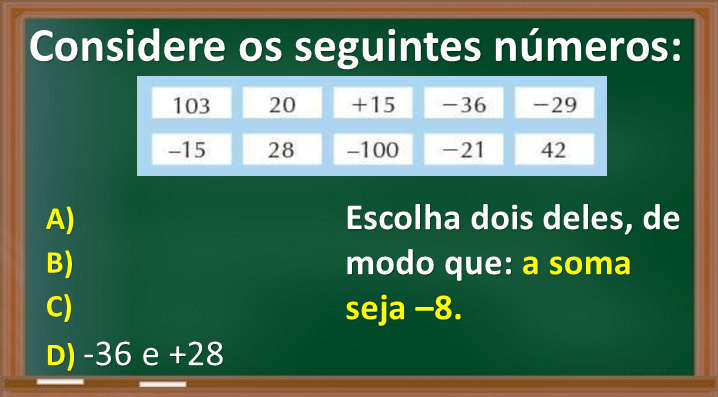 Considere os seguintes números:
103 20 +15 −36 −29
−15 28 −100 −21 42
A)
B)
C)
D) -36 e +28
Escolha dois deles, de
modo que: a soma
seja –8.